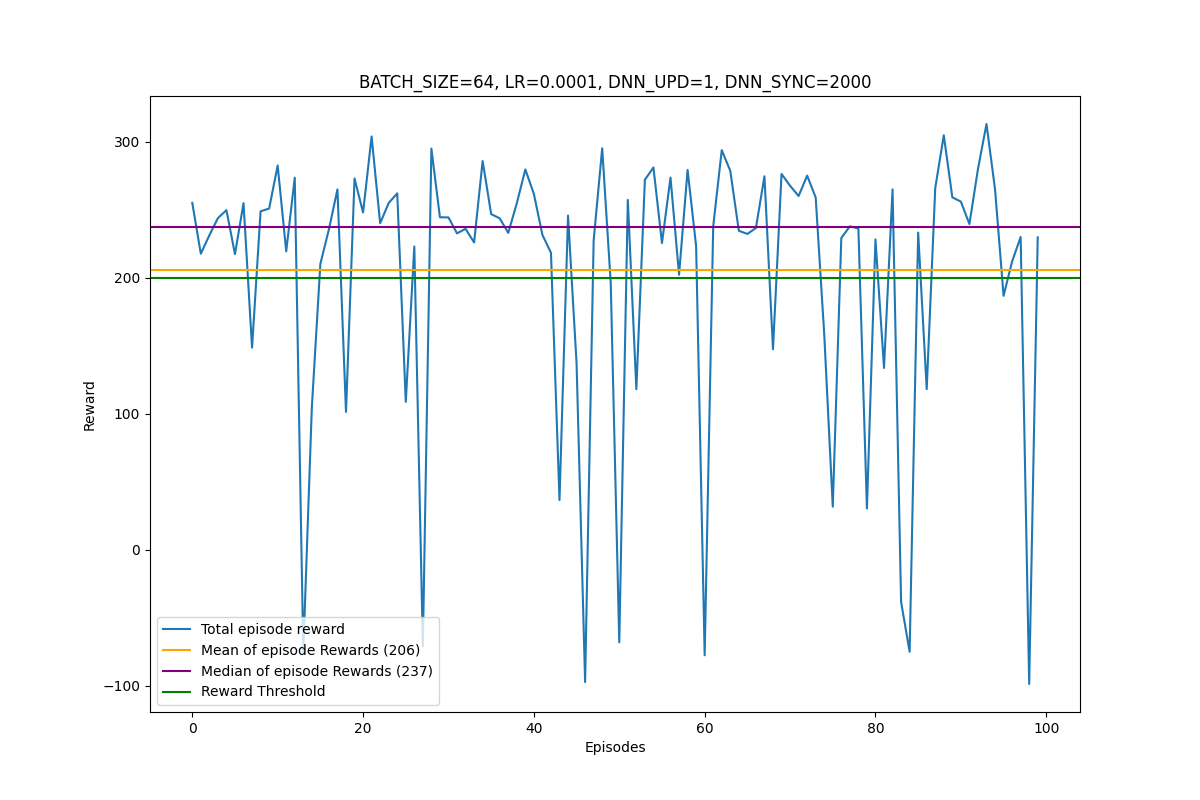 BATCH_SIZE=64, LR=0.0001, DNN_UPD=1, DNN_SYNC=2000
300
200
100
0
−100
Reward
Total episode reward
Mean of episode Rewards (206)
Median of episode Rewards (237)
Reward Threshold
0 20 40 60 80 100
Episodes